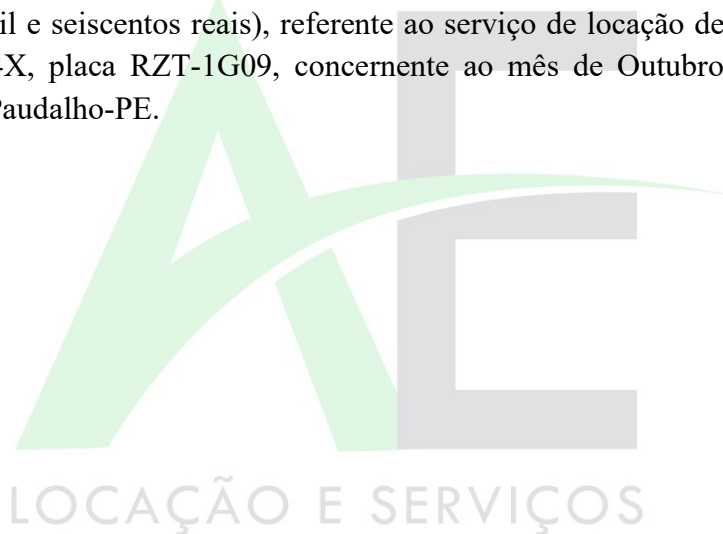 il e seiscentos reais), referente ao serviço de locação de
-X, placa RZT-1G09, concernente ao mês de Outubro
Paudalho-PE.
AE
LOCAÇÃO E SERVIÇOS